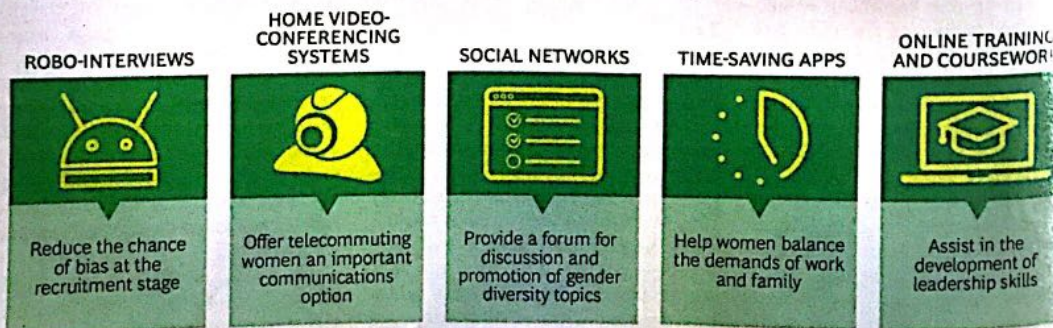 ROBO-INTERVIEWS
Reduce the chance
of bias at the
recruitment stage
HOME VIDEO-
CONFERENCING
SYSTEMS
Offer telecommuting
women an important
communications
option
SOCIAL NETWORKS
Provide a forum for
discussion and
promotion of gender
diversity topics
TIME-SAVING APPS
Help women balance
the demands of work
and family
ONLINE TRAINING
AND COURSEWOR
Assist in the
development of
leadership skills